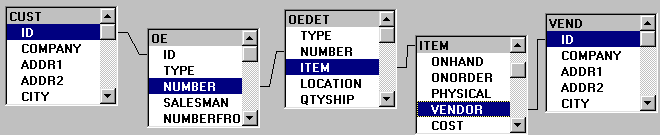 CUST
ID
COMPANY
ADDR1
ADDR2
CITY
OE
ID
TYPE
NUMBER
SALESMAN
NUMBERFRO
OEDET
TYPE
NUMBER
ITEM
LOCATION
QTYSHIP
ITEM
ONHAND
ONORDER
PHYSICAL
VENDOR
COST
VEND
ID
COMPANY
ADDR1
ADDR2
CITY